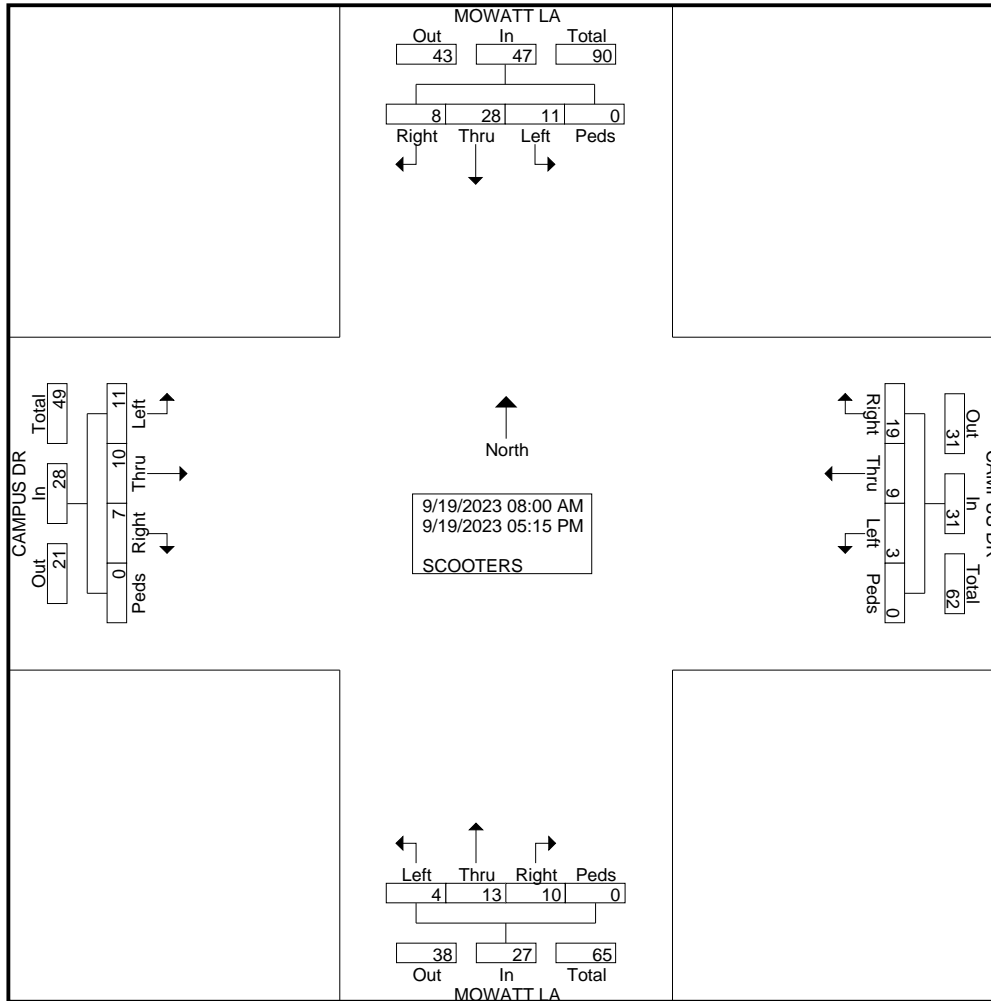 MOWATT LA
Out In Total
43 47 90
8 28 11 0
Right Thru Left Peds
CAMPUS DR
Total In Out
49 28 21
11 10 7 0
Left Thru Right Peds
North
9/19/2023 08:00 AM
9/19/2023 05:15 PM
SCOOTERS
Right Thru Left Peds
19 9 3 0
Out In Total
31 31 62
CAMPUS DR
Left Thru Right Peds
4 13 10 0
38 27 65
Out In Total
MOWATT LA